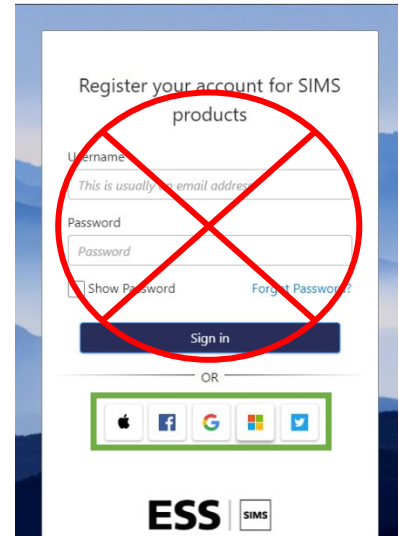 Register your account for SIMS
products
Username
This is usually an email address
Password
Password
Show Password Forgot Password?
Sign in
OR
ESS SIMS